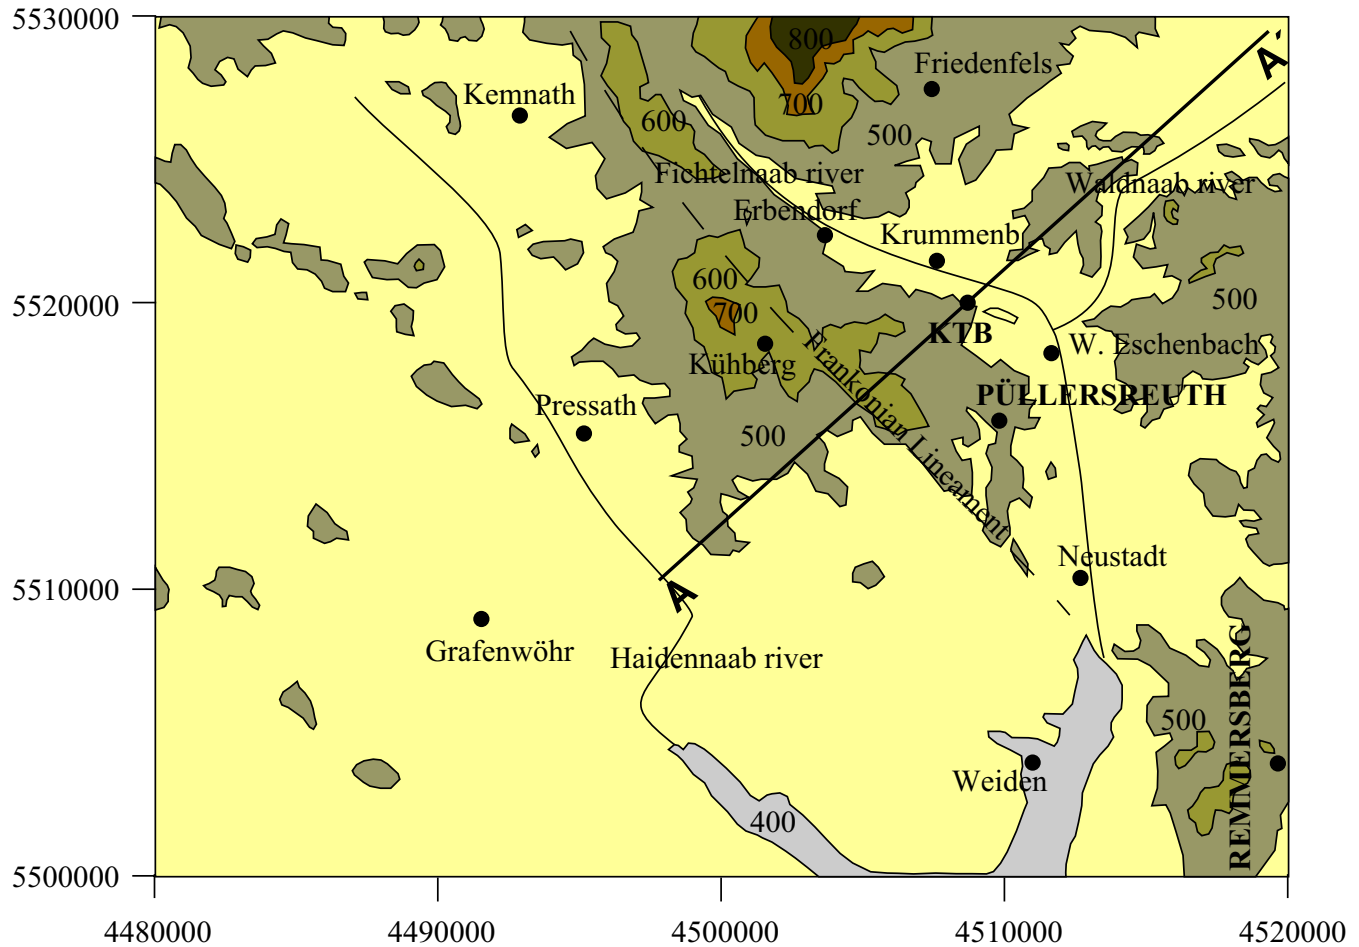 5530000
800
Friedenfels
Kemnath
700
600
500
Fichtelnaab river
Waldnaab river
Erbendorf
Krummenb
A´
600
5520000
500
700
KTB
W. Eschenbach
Kühberg
Frankonian Lineament
PÜLLERSREUTH
Pressath
500
Neustadt
5510000
A
Grafenwöhr
Haidennaab river
REMMERSBERG
500
Weiden
400
5500000
4480000
4490000
4500000
4510000
4520000